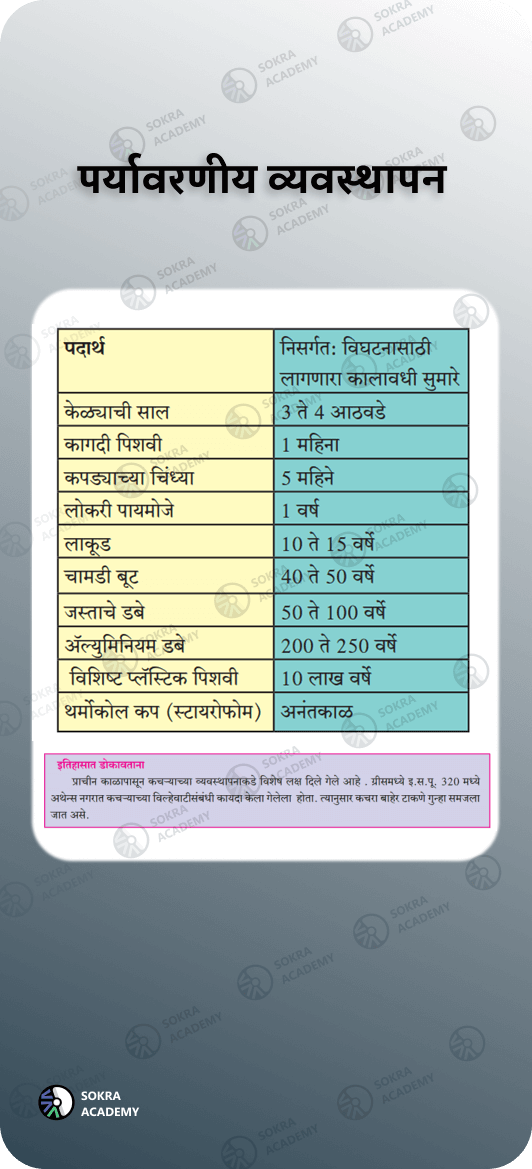 पर्यावरणीय व्यवस्थापन
पदार्थ
निसर्गत: विघटनासाठी
लागणारा कालावधी सुमारे
केळ्याची साल 3 ते 4 आठवडे
कागदी पिशवी 1 महिना
कपड्याच्या चिंध्या 5 महिने
लोकरी पायमोजे 1 वर्ष
लाकूड 10 ते 15 वर्षे
चामडी बूट 40 ते 50 वर्षे
जस्ताचे डबे 50 ते 100 वर्षे
ॲल्युमिनियम डबे 200 ते 250 वर्षे
विशिष्ट प्लॅस्टिक पिशवी 10 लाख वर्षे
थर्मोकोल कप (स्टायरोफोम) अनंतकाळ
इतिहासात डोकावताना
प्राचीन काळापासून कचऱ्याच्या व्यवस्थापनाकडे विशेष लक्ष दिले गेले आहे . ग्रीसमध्ये इ.स.पू. 320 मध्ये
अथेन्स नगरात कचऱ्याच्या विल्हेवाटीसंबंधी कायदा केला गेलेला होता. त्यानुसार कचरा बाहेर टाकणे गुन्हा समजला
जात असे.
SOKRA
ACADEMY